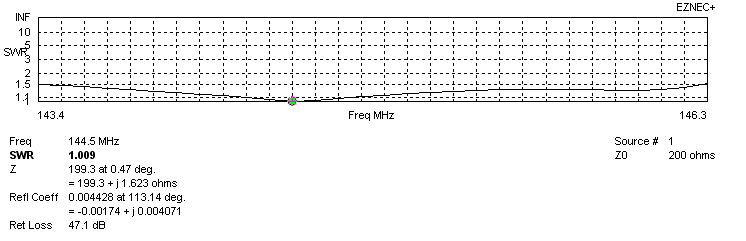 EZNEC+
INF
10
5
SWR
3
2
1.5
1.1
143.4 Freq MHz 146.3
Freq 144.5 MHz Source # 1
SWR 1.009 Z0 200 ohms
Z 199.3 at 0.47 deg.
= 199.3 + j 1.623 ohms
Refl Coeff 0.004428 at 113.14 deg.
= -0.00174 + j 0.004071
Ret Loss 47.1 dB